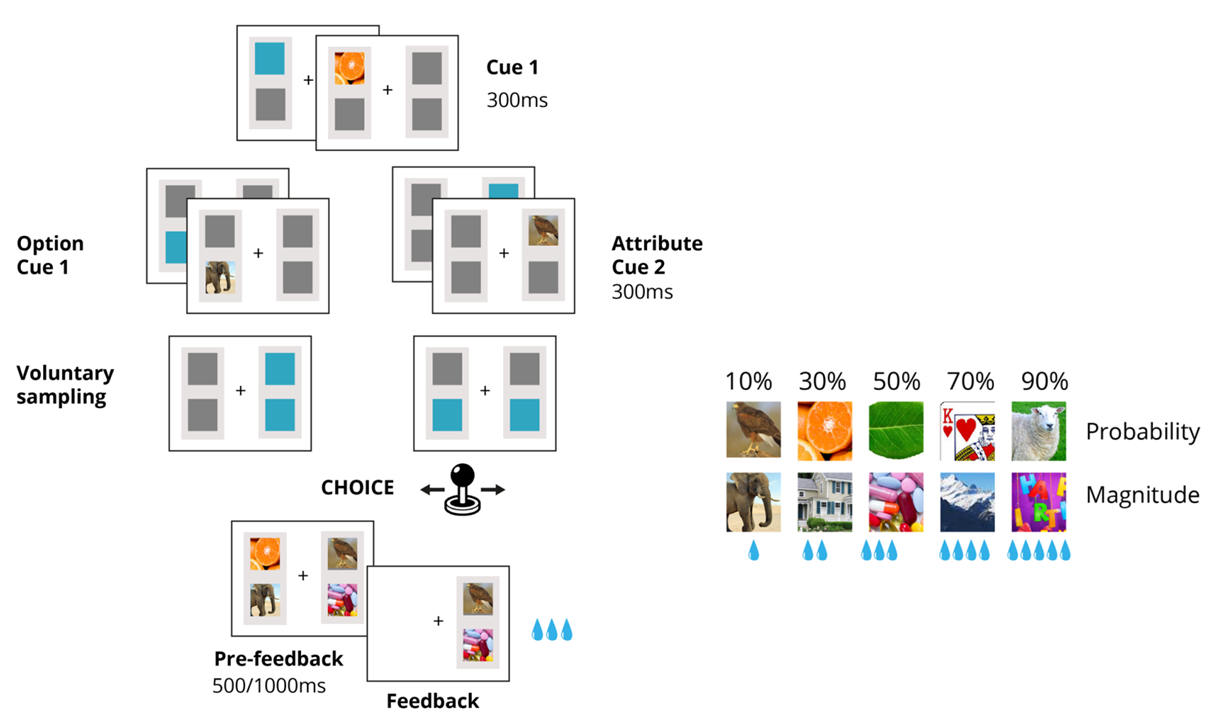 Cue 1
300ms
Option
Cue 1
Attribute
Cue 2
300ms
Voluntary
sampling
CHOICE
Pre-feedback
500/1000ms
Feedback
10% 30% 50% 70% 90%
K
Probability
Magnitude